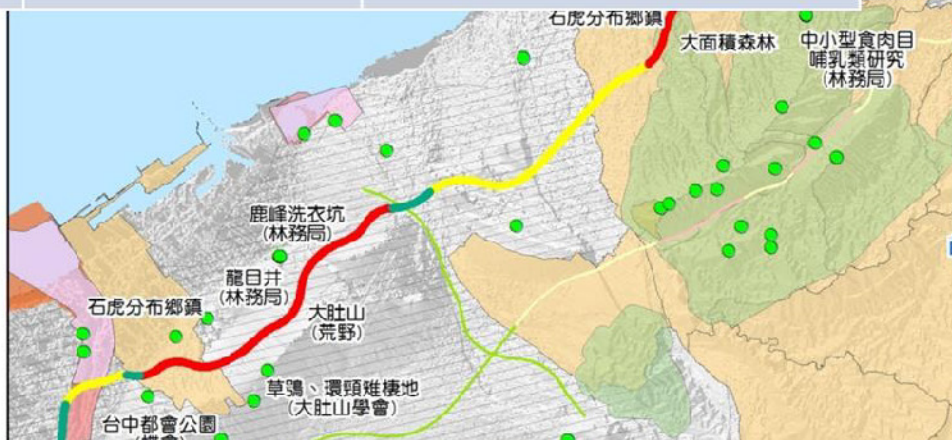 石虎分布鄉鎮
大面積森林
中小型食肉目
哺乳類研究
(林務局)
鹿峰洗衣坑
(林務局)
龍目井
(林務局)
石虎分布鄉鎮
大肚山
(荒野)
草鴞、環頸雉棲地
(大肚山學會)
台中都會公園